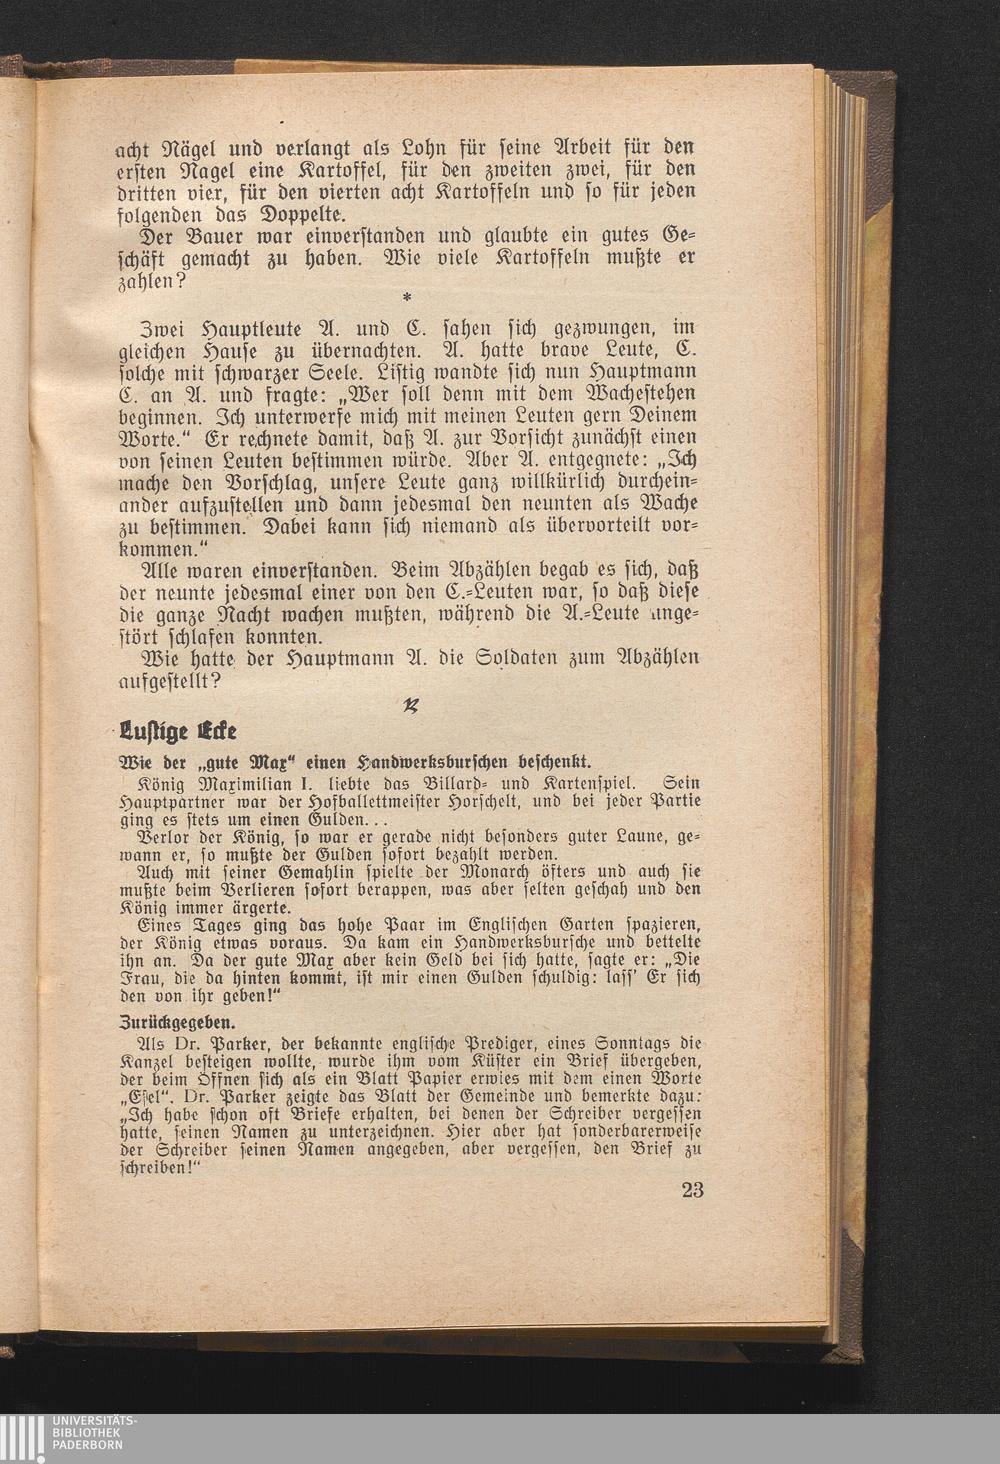 acht Nägel und verlangt als Lohn für seine Arbeit für den
ersten Nagel eine Kartoffel, für den zweiten zwei, für den
dritten vier, für den vierten acht Kartoffeln und so für jeden
folgenden das Doppelte.
Der Bauer war einverstanden und glaubte ein gutes Ge-
schäft gemacht zu haben. Wie viele Kartoffeln mußte er
zahlen?
*
Zwei Hauptleute A. und C. sahen sich gezwungen, im
gleichen Hause zu übernachten. A. hatte brave Leute, C.
solche mit schwarzer Seele. Listig wandte sich nun Hauptmann
C. an A. und fragte: „Wer soll denn mit dem Wachestehen
beginnen. Ich unterwerfe mich mit meinen Leuten gern Deinem
Worte.“ Er rechnete damit, daß A. zur Vorsicht zunächst einen
von seinen Leuten bestimmen würde. Aber A. entgegnete: „Ich
mache den Vorschlag, unsere Leute ganz willkürlich durchein-
ander aufzustellen und dann jedesmal den neunten als Wache
zu bestimmen. Dabei kann sich niemand als übervorteilt vor-
kommen.“
Alle waren einverstanden. Beim Abzählen begab es sich, daß
der neunte jedesmal einer von den C.-Leuten war, so daß diese
die ganze Nacht wachen mußten, während die A.-Leute unge-
stört schlafen konnten.
Wie hatte der Hauptmann A. die Soldaten zum Abzählen
aufgestellt?
Lustige Ecke
Wie der „gute Max“ einen Handwerksburschen beschenkt.
König Maximilian I. liebte das Billard- und Kartenspiel. Sein
Hauptpartner war der Hofballettmeister Horschelt, und bei jeder Partie
ging es stets um einen Gulden...
Verlor der König, so war er gerade nicht besonders guter Laune, ge-
wann er, so mußte der Gulden sofort bezahlt werden.
Auch mit seiner Gemahlin spielte der Monarch öfters und auch sie
mußte beim Verlieren sofort berappen, was aber selten geschah und den
König immer ärgerte.
Eines Tages ging das hohe Paar im Englischen Garten spazieren,
der König etwas voraus. Da kam ein Handwerksbursche und bettelte
ihn an. Da der gute Max aber kein Geld bei sich hatte, sagte er: „Die
Frau, die da hinten kommt, ist mir einen Gulden schuldig: lass' Er sich
den von ihr geben!“
Zurückgegeben.
Als Dr. Parker, der bekannte englische Prediger, eines Sonntags die
Kanzel besteigen wollte, wurde ihm vom Küster ein Brief übergeben,
der beim Öffnen sich als ein Blatt Papier erwies mit dem einen Worte
„Esel“. Dr. Parker zeigte das Blatt der Gemeinde und bemerkte dazu:
„Ich habe schon oft Briefe erhalten, bei denen der Schreiber vergessen
hatte, seinen Namen zu unterzeichnen. Hier aber hat sonderbarerweise
der Schreiber seinen Namen angegeben, aber vergessen, den Brief zu
schreiben!“
23
UNIVERSITÄTS-
BIBLIOTHEK
PADERBORN